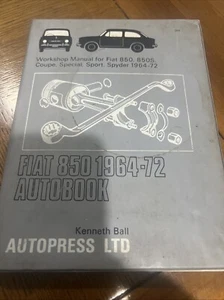 Workshop Manual for Fiat 850, 850S,
Coupe, Special, Sport, Spyder 1964-72
FIAT 850 1964-72
AUTOBOOK
Kenneth Ball
AUTOPRESS LTD